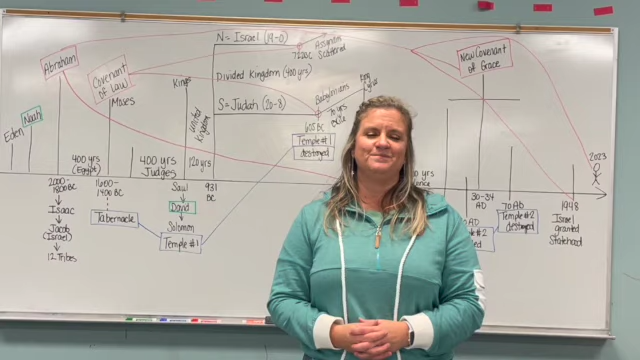 N = Israel (19-0)
Assyrians
Scattered
722BC
Abraham
Covenant
of Law
Moses
Kings
Divided Kingdom (400 yrs)
New Covenant
of Grace
Noah
Eden
United
Kingdom
S = Judah (20-8)
Babylonians
70 yrs
exile
605BC
Temple #1
destroyed
2023
400 yrs
(Egypt)
400 yrs
Judges
120 yrs
2000-
1800 BC
Isaac
Jacob
(Israel)
12 Tribes
1600-
1400 BC
Tabernacle
Saul
David
Solomon
Temple #1
931
BC
30-34
AD
70 AD
Temple #2
destroyed
1948
Israel
granted
Statehood